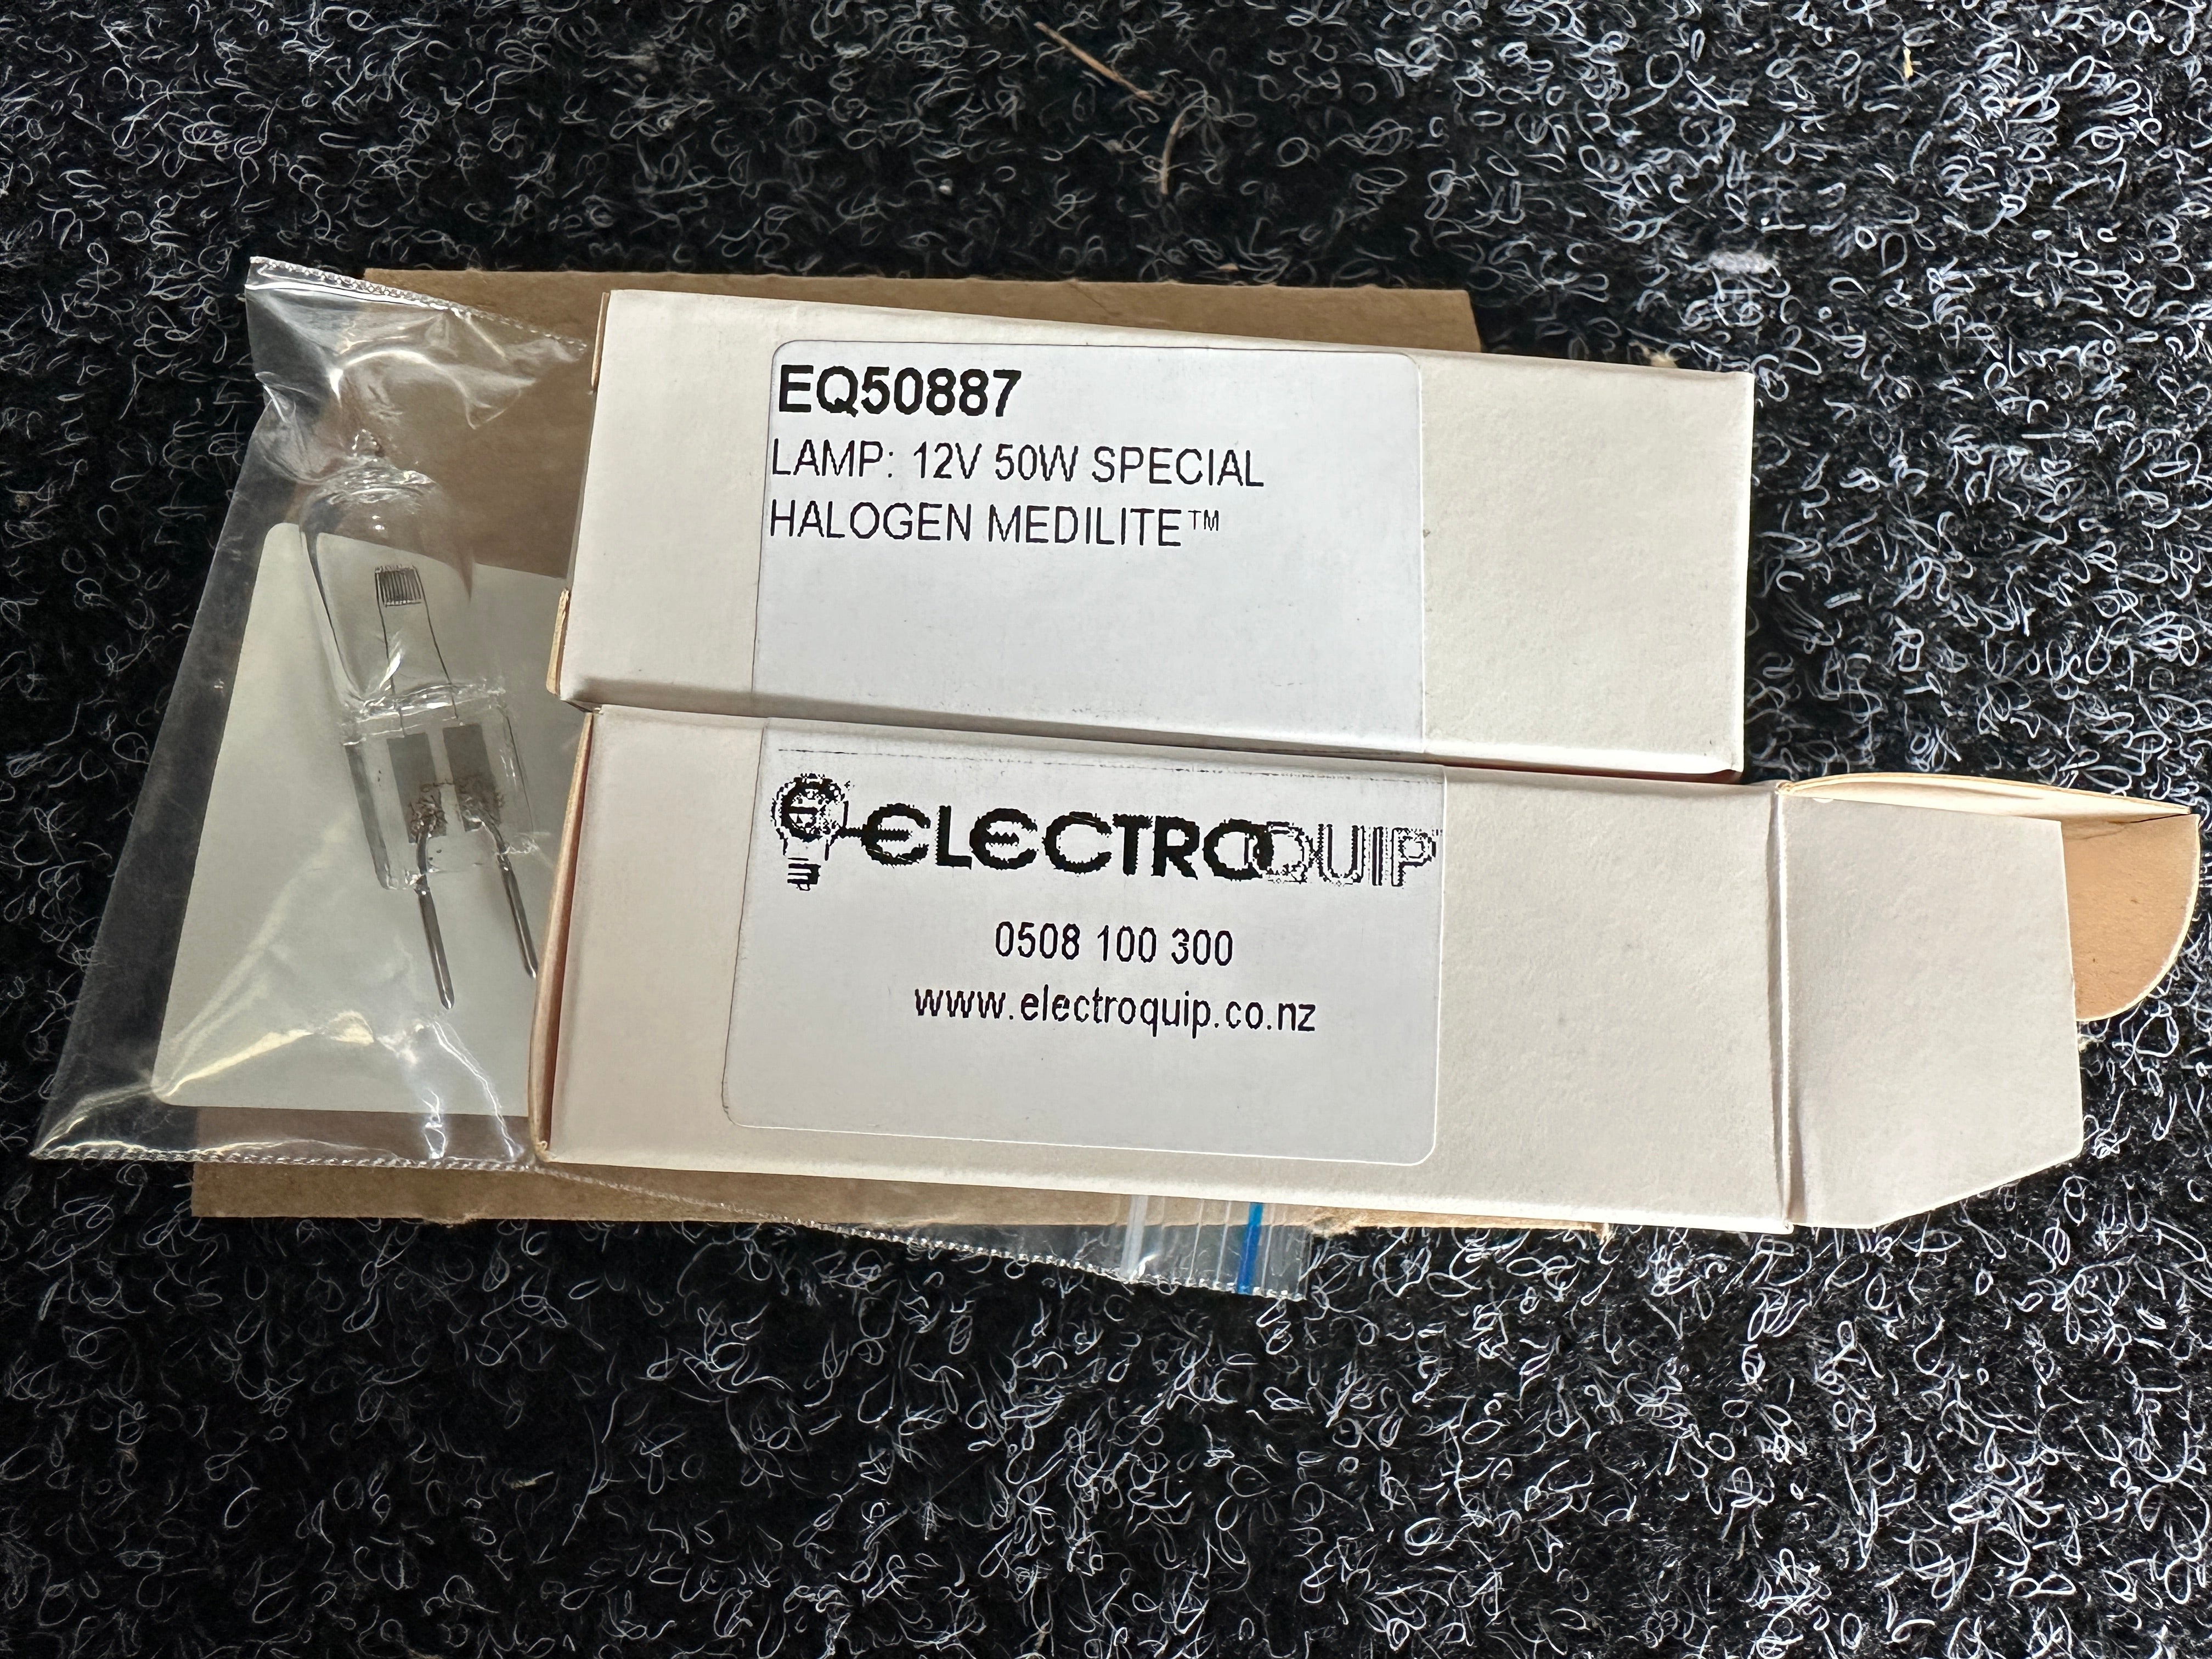 EQ50887
LAMP: 12V 50W SPECIAL
HALOGEN MEDILITE™
ELECTROQUIP
0508 100 300
www.electroquip.co.nz